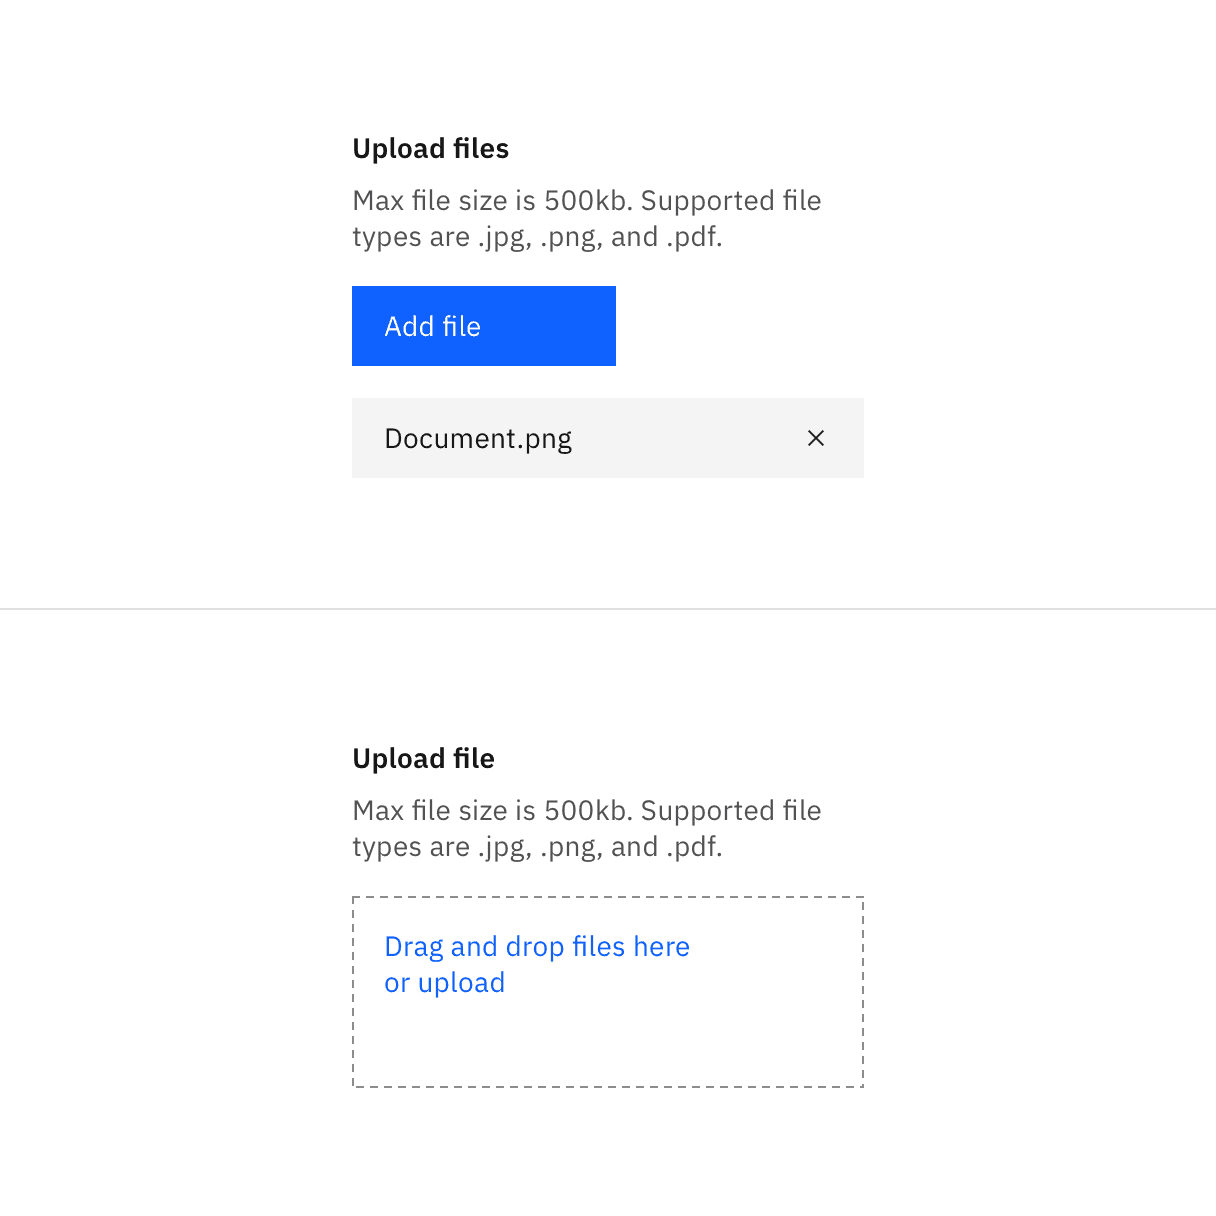 Upload files
Max file size is 500kb. Supported file
types are .jpg, .png, and .pdf.
Add file
Document.png
Upload file
Max file size is 500kb. Supported file
types are .jpg, .png, and .pdf.
Drag and drop files here
or upload